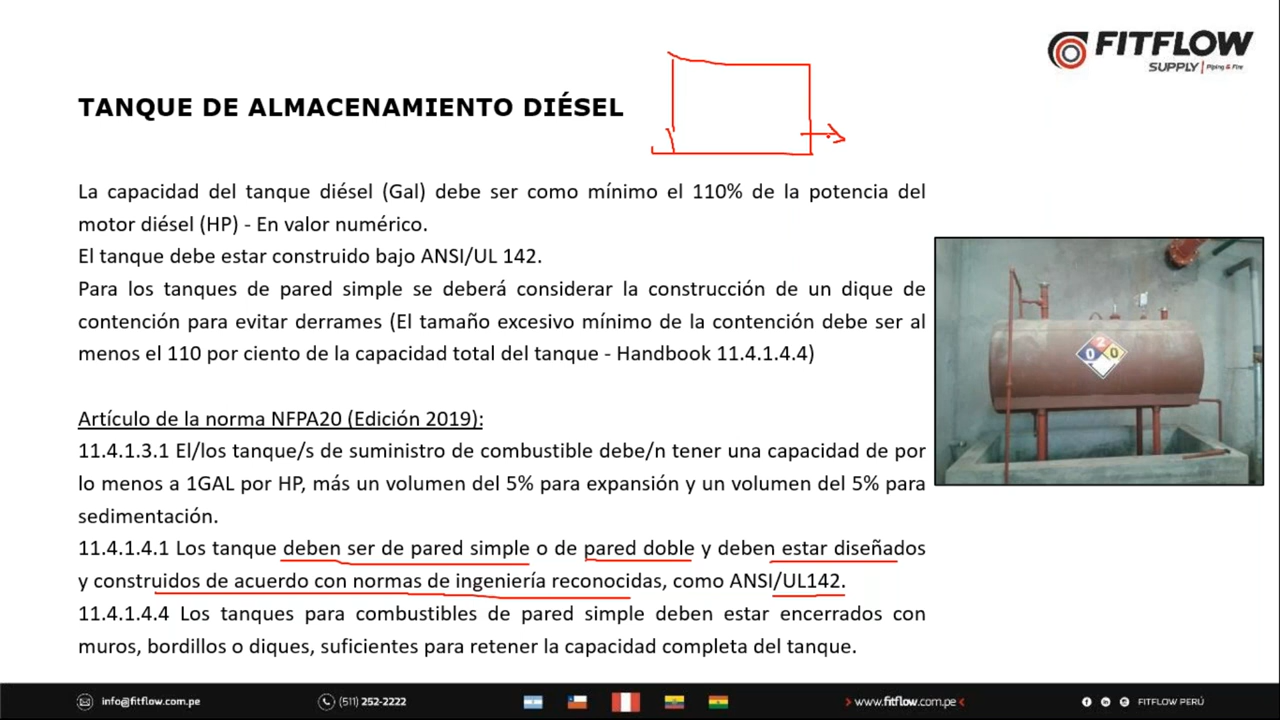 FITFLOW
SUPPLY | Piping & Fire
TANQUE DE ALMACENAMIENTO DIÉSEL
La capacidad del tanque diésel (Gal) debe ser como mínimo el 110% de la potencia del
motor diésel (HP) - En valor numérico.
El tanque debe estar construido bajo ANSI/UL 142.
Para los tanques de pared simple se deberá considerar la construcción de un dique de
contención para evitar derrames (El tamaño excesivo mínimo de la contención debe ser al
menos el 110 por ciento de la capacidad total del tanque - Handbook 11.4.1.4.4)
2
0 0
Artículo de la norma NFPA20 (Edición 2019):
11.4.1.3.1 El/los tanque/s de suministro de combustible debe/n tener una capacidad de por
lo menos a 1GAL por HP, más un volumen del 5% para expansión y un volumen del 5% para
sedimentación.
11.4.1.4.1 Los tanque deben ser de pared simple o de pared doble y deben estar diseñados
y construidos de acuerdo con normas de ingeniería reconocidas, como ANSI/UL142.
11.4.1.4.4 Los tanques para combustibles de pared simple deben estar encerrados con
muros, bordillos o diques, suficientes para retener la capacidad completa del tanque.
info@fitflow.com.pe (511) 252-2222 www.fitflow.com.pe FITFLOW PERÚ